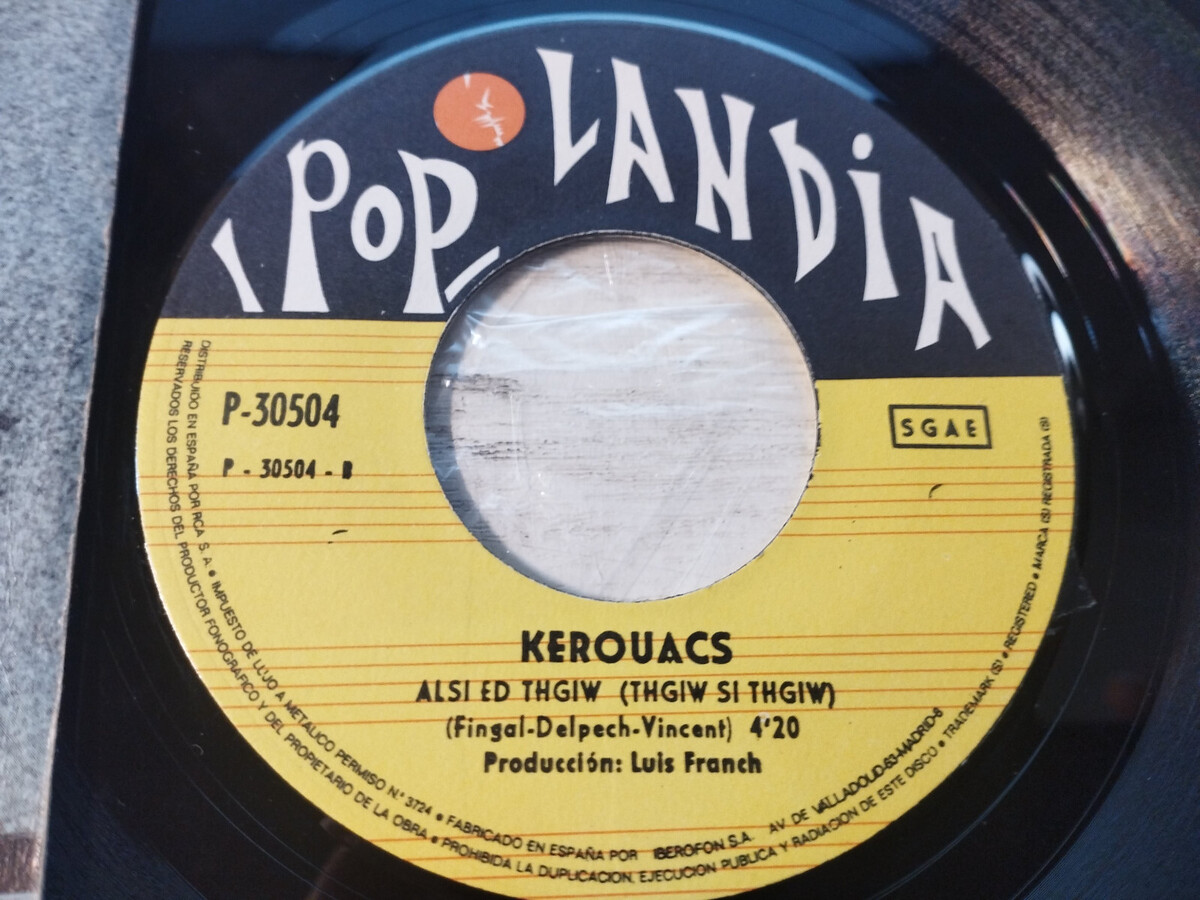 POP_LANDIA
P-30504
P - 30504 - B
SGAE
KEROUACS
ALSI ED THGIW (THGIW SI THGIW)
(Fingal-Delpech-Vincent) 4'20
Producción: Luis Franch
DISTRIBUIDO EN ESPAÑA POR RCA S. A. • IMPUESTO DE LUJO A METALICO PERMISO N.° 3724 • FABRICADO EN ESPAÑA POR IBEROFON S.A. AV. DE VALLADOLID-63-MADRID-8
RESERVADOS LOS DERECHOS DEL PRODUCTOR FONOGRAFICO Y DEL PROPIETARIO DE LA OBRA • PROHIBIDA LA DUPLICACION, EJECUCION PUBLICA Y RADIACION DE ESTE DISCO • TRADEMARK (S) • REGISTERED • MARCA (S) REGISTRADA (S)